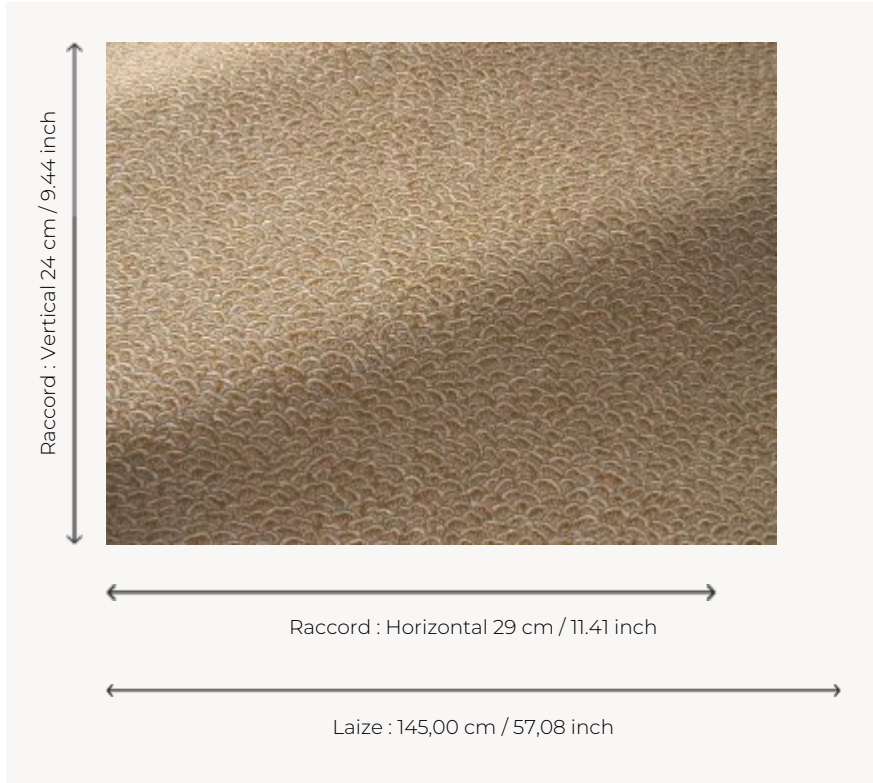 Raccord : Vertical 24 cm / 9.44 inch
Raccord : Horizontal 29 cm / 11.41 inch
Laize : 145,00 cm / 57,08 inch